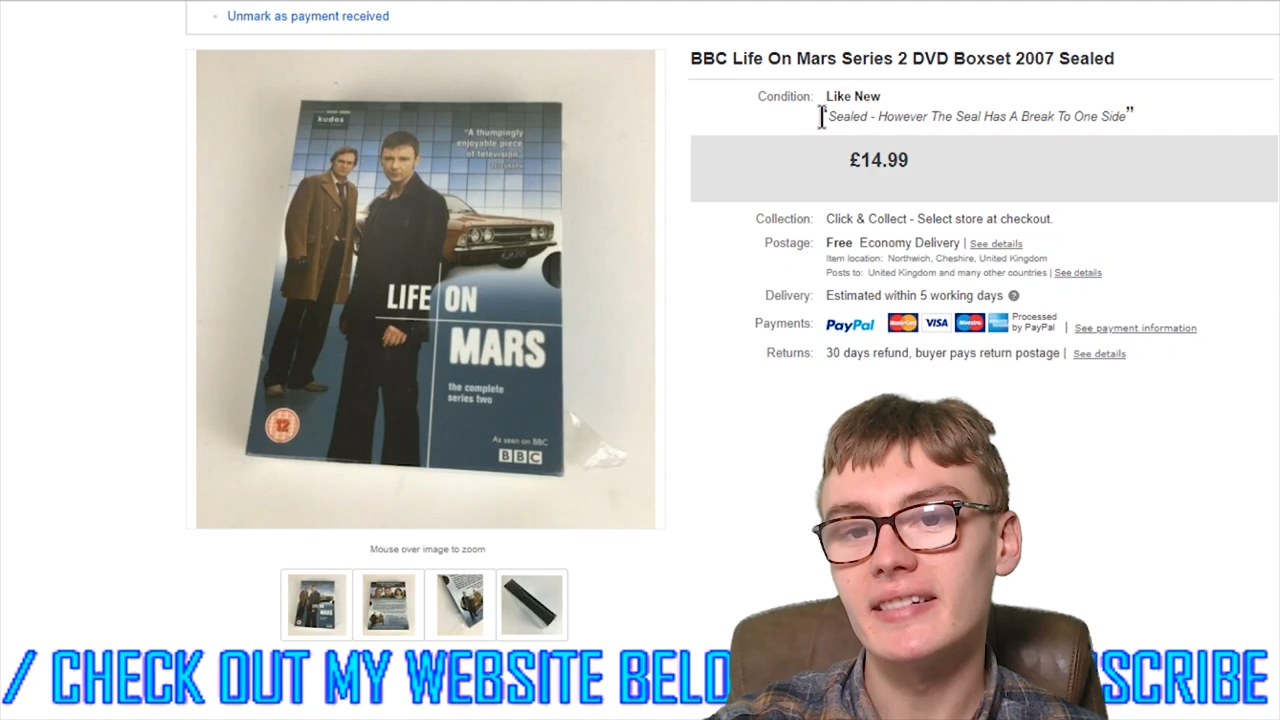 Unmark as payment received
BBC Life On Mars Series 2 DVD Boxset 2007 Sealed
Condition: Like New
"Sealed - However The Seal Has A Break To One Side”
£14.99
Collection: Click & Collect - Select store at checkout.
Postage: Free Economy Delivery | See details
Item location: Northwich, Cheshire, United Kingdom
Posts to: United Kingdom and many other countries | See details
Delivery: Estimated within 5 working days
Payments: PayPal MasterCard VISA Maestro Processed by PayPal | See payment information
Returns: 30 days refund, buyer pays return postage | See details
kudos
"A thumpingly
enjoyable piece
of television."
LIFE ON
MARS
the complete
series two
12
As seen on BBC
BBC
Mouse over image to zoom
/ CHECK OUT MY WEBSITE BELO SCRIBE